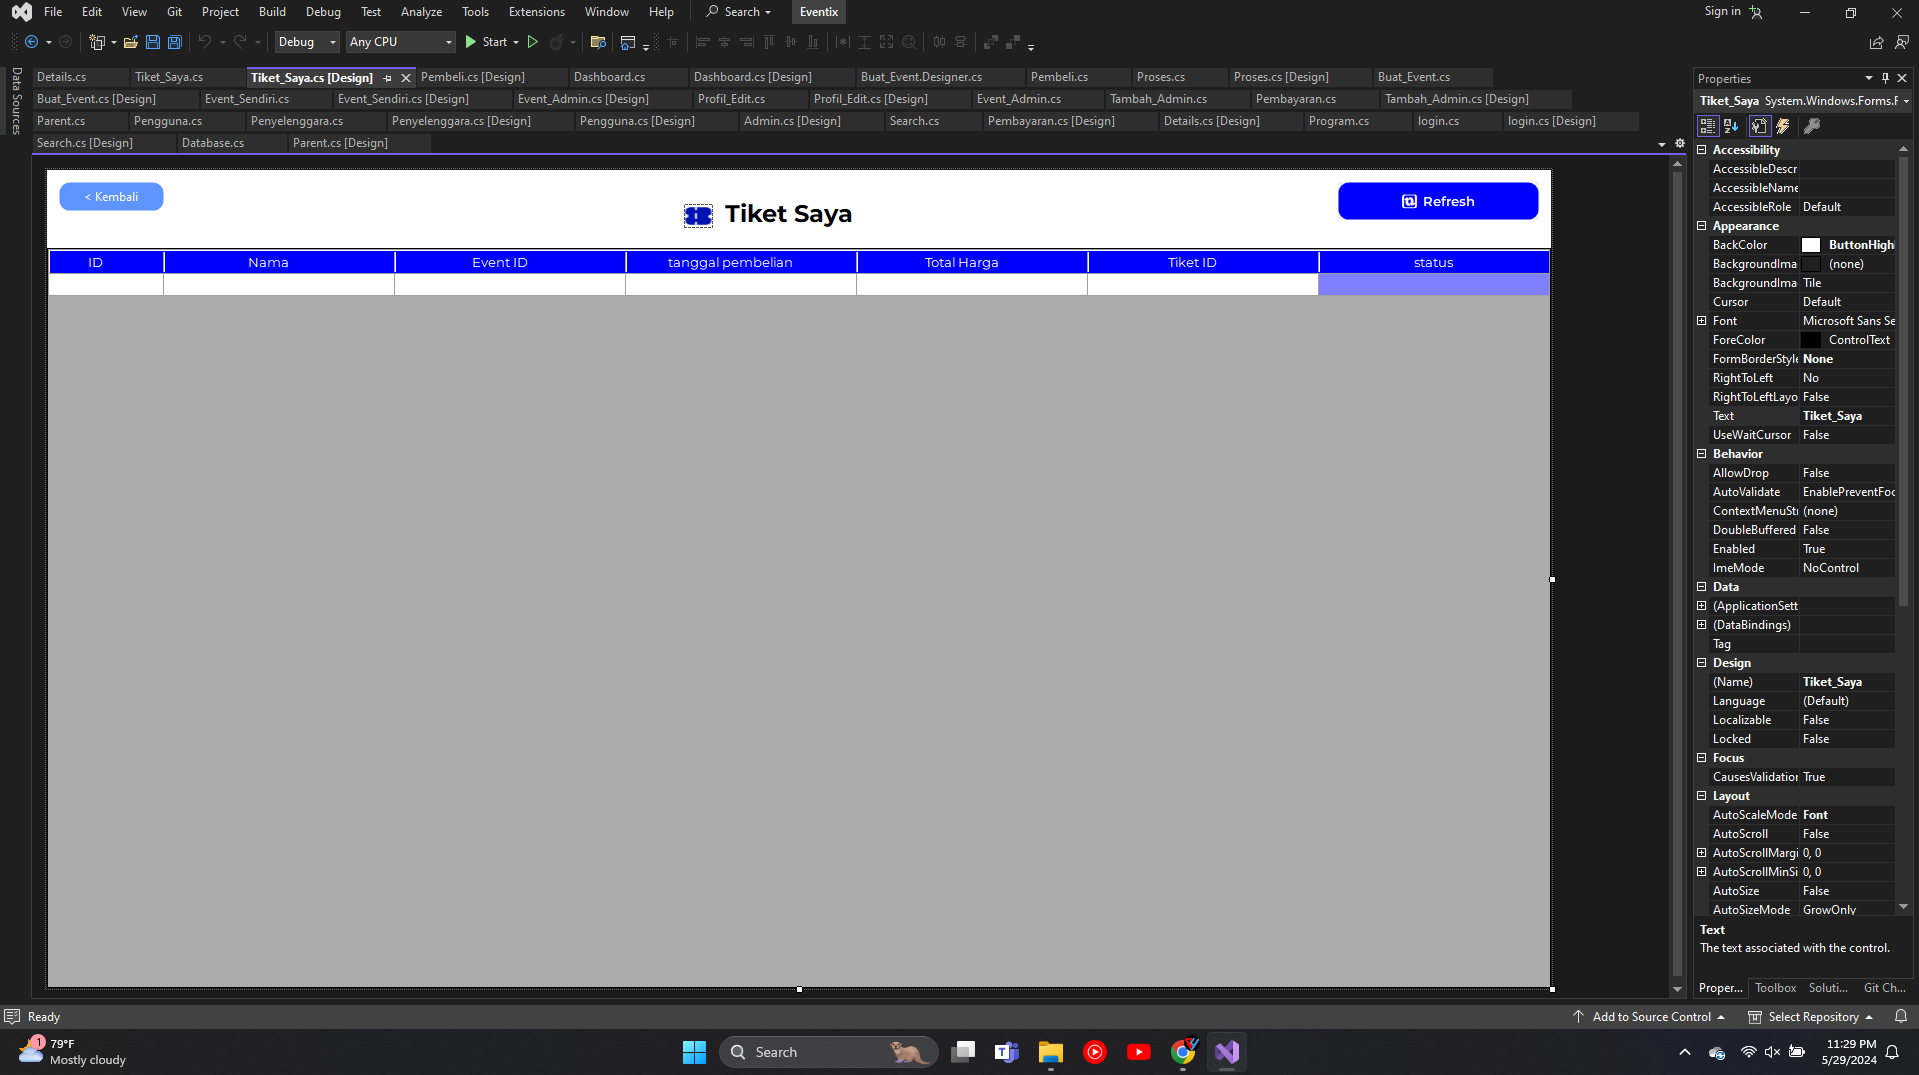 File Edit View Git Project Build Debug Test Analyze Tools Extensions Window Help Search Eventix Sign in
Debug Any CPU Start
Data Sources
Details.cs Tiket_Saya.cs Tiket_Saya.cs [Design] Pembeli.cs [Design] Dashboard.cs Dashboard.cs [Design] Buat_Event.Designer.cs Pembeli.cs Proses.cs Proses.cs [Design] Buat_Event.cs
Buat_Event.cs [Design] Event_Sendiri.cs Event_Sendiri.cs [Design] Event_Admin.cs [Design] Profil_Edit.cs Profil_Edit.cs [Design] Event_Admin.cs Tambah_Admin.cs Pembayaran.cs Tambah_Admin.cs [Design]
Parent.cs Pengguna.cs Penyelenggara.cs Penyelenggara.cs [Design] Pengguna.cs [Design] Admin.cs [Design] Search.cs Pembayaran.cs [Design] Details.cs [Design] Program.cs login.cs login.cs [Design]
Search.cs [Design] Database.cs Parent.cs [Design]
< Kembali
Tiket Saya
Refresh
ID Nama Event ID tanggal pembelian Total Harga Tiket ID status
Properties
Tiket_Saya System.Windows.Forms.F
Accessibility
AccessibleDescr
AccessibleName
AccessibleRole Default
Appearance
BackColor ButtonHighl
BackgroundIma (none)
BackgroundIma Tile
Cursor Default
Font Microsoft Sans Se
ForeColor ControlText
FormBorderStyle None
RightToLeft No
RightToLeftLayo False
Text Tiket_Saya
UseWaitCursor False
Behavior
AllowDrop False
AutoValidate EnablePreventFoc
ContextMenuStr (none)
DoubleBuffered False
Enabled True
ImeMode NoControl
Data
(ApplicationSett
(DataBindings)
Tag
Design
(Name) Tiket_Saya
Language (Default)
Localizable False
Locked False
Focus
CausesValidation True
Layout
AutoScaleMode Font
AutoScroll False
AutoScrollMargi 0, 0
AutoScrollMinSi 0, 0
AutoSize False
AutoSizeMode GrowOnly
Text
The text associated with the control.
Proper... Toolbox Soluti... Git Ch...
Ready Add to Source Control Select Repository
1
79°F
Mostly cloudy
Search
11:29 PM
5/29/2024